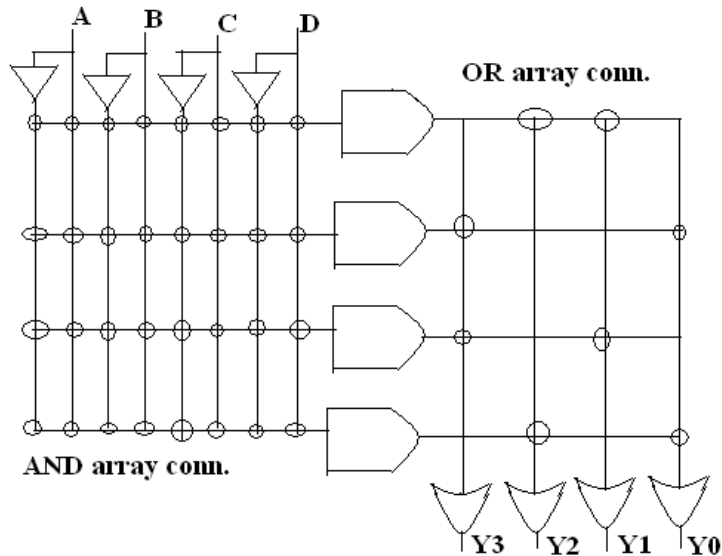 A B C D
OR array conn.
AND array conn.
Y3 Y2 Y1 Y0